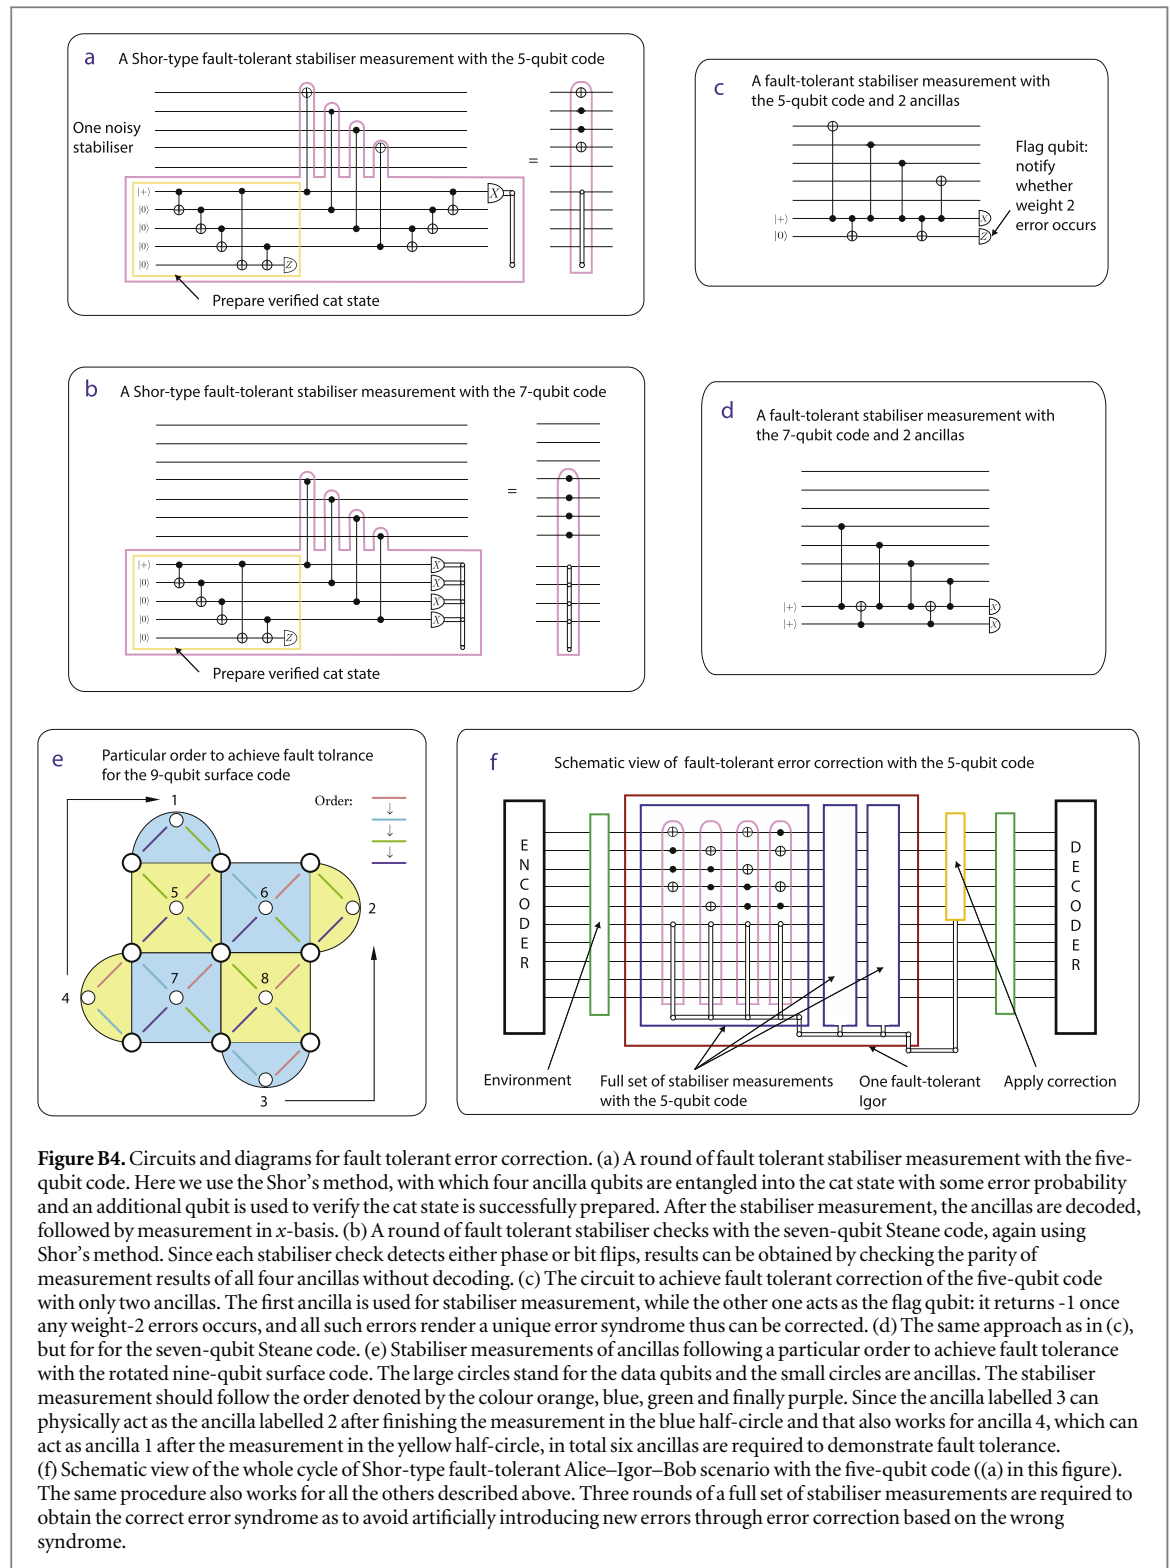 a A Shor-type fault-tolerant stabiliser measurement with the 5-qubit code
One noisy
stabiliser
=
|+⟩
|0⟩
|0⟩
|0⟩
|0⟩
X
Z
Prepare verified cat state
c A fault-tolerant stabiliser measurement with
the 5-qubit code and 2 ancillas
Flag qubit:
notify
whether
weight 2
error occurs
|+⟩
|0⟩
X
Z
b A Shor-type fault-tolerant stabiliser measurement with the 7-qubit code
=
|+⟩
|0⟩
|0⟩
|0⟩
|0⟩
X
X
X
X
Z
Prepare verified cat state
d A fault-tolerant stabiliser measurement with
the 7-qubit code and 2 ancillas
|+⟩
|+⟩
X
X
e Particular order to achieve fault tolrance
for the 9-qubit surface code
Order:
1
5
6
2
7
8
4
3
f Schematic view of fault-tolerant error correction with the 5-qubit code
ENCODER
DECODER
Environment
Full set of stabiliser measurements
with the 5-qubit code
One fault-tolerant
Igor
Apply correction
Figure B4. Circuits and diagrams for fault tolerant error correction. (a) A round of fault tolerant stabiliser measurement with the five-
qubit code. Here we use the Shor's method, with which four ancilla qubits are entangled into the cat state with some error probability
and an additional qubit is used to verify the cat state is successfully prepared. After the stabiliser measurement, the ancillas are decoded,
followed by measurement in x-basis. (b) A round of fault tolerant stabiliser checks with the seven-qubit Steane code, again using
Shor's method. Since each stabiliser check detects either phase or bit flips, results can be obtained by checking the parity of
measurement results of all four ancillas without decoding. (c) The circuit to achieve fault tolerant correction of the five-qubit code
with only two ancillas. The first ancilla is used for stabiliser measurement, while the other one acts as the flag qubit: it returns -1 once
any weight-2 errors occurs, and all such errors render a unique error syndrome thus can be corrected. (d) The same approach as in (c),
but for for the seven-qubit Steane code. (e) Stabiliser measurements of ancillas following a particular order to achieve fault tolerance
with the rotated nine-qubit surface code. The large circles stand for the data qubits and the small circles are ancillas. The stabiliser
measurement should follow the order denoted by the colour orange, blue, green and finally purple. Since the ancilla labelled 3 can
physically act as the ancilla labelled 2 after finishing the measurement in the blue half-circle and that also works for ancilla 4, which can
act as ancilla 1 after the measurement in the yellow half-circle, in total six ancillas are required to demonstrate fault tolerance.
(f) Schematic view of the whole cycle of Shor-type fault-tolerant Alice–Igor–Bob scenario with the five-qubit code ((a) in this figure).
The same procedure also works for all the others described above. Three rounds of a full set of stabiliser measurements are required to
obtain the correct error syndrome as to avoid artificially introducing new errors through error correction based on the wrong
syndrome.